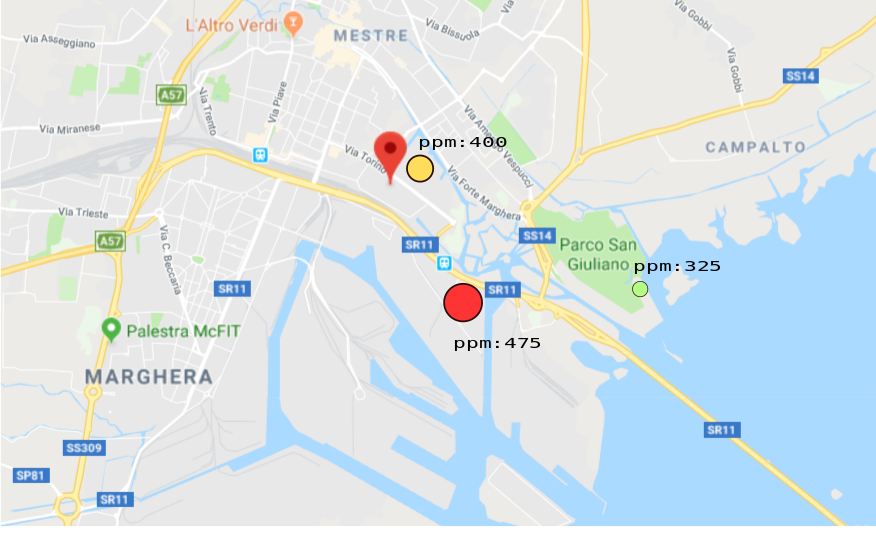 L'Altro Verdi
Via Asseggiano
MESTRE
Via Bissuola
Via
Via Gobbi
Via Gobbi
SS14
A57
Via Piave
Via Trento
Via Miranese
Via Torino
ppm:400
Via Amerigo Vespucci
CAMPALTO
Via Forte Marghera
Via Trieste
A57
Via C. Beccaria
SR11
SS14
Parco San
Giuliano
ppm:325
SR11
SR11
Palestra McFIT
ppm:475
MARGHERA
SR11
SS309
SP81
SR11